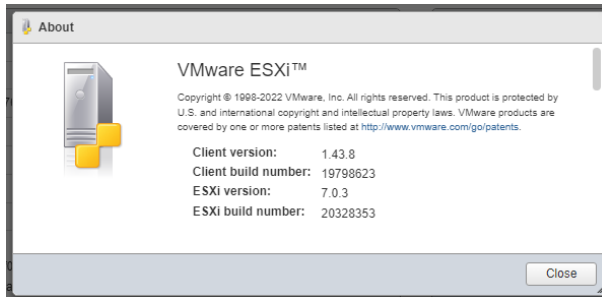 About
VMware ESXi™
Copyright © 1998-2022 VMware, Inc. All rights reserved. This product is protected by
U.S. and international copyright and intellectual property laws. VMware products are
covered by one or more patents listed at http://www.vmware.com/go/patents.
Client version: 1.43.8
Client build number: 19798623
ESXi version: 7.0.3
ESXi build number: 20328353
Close